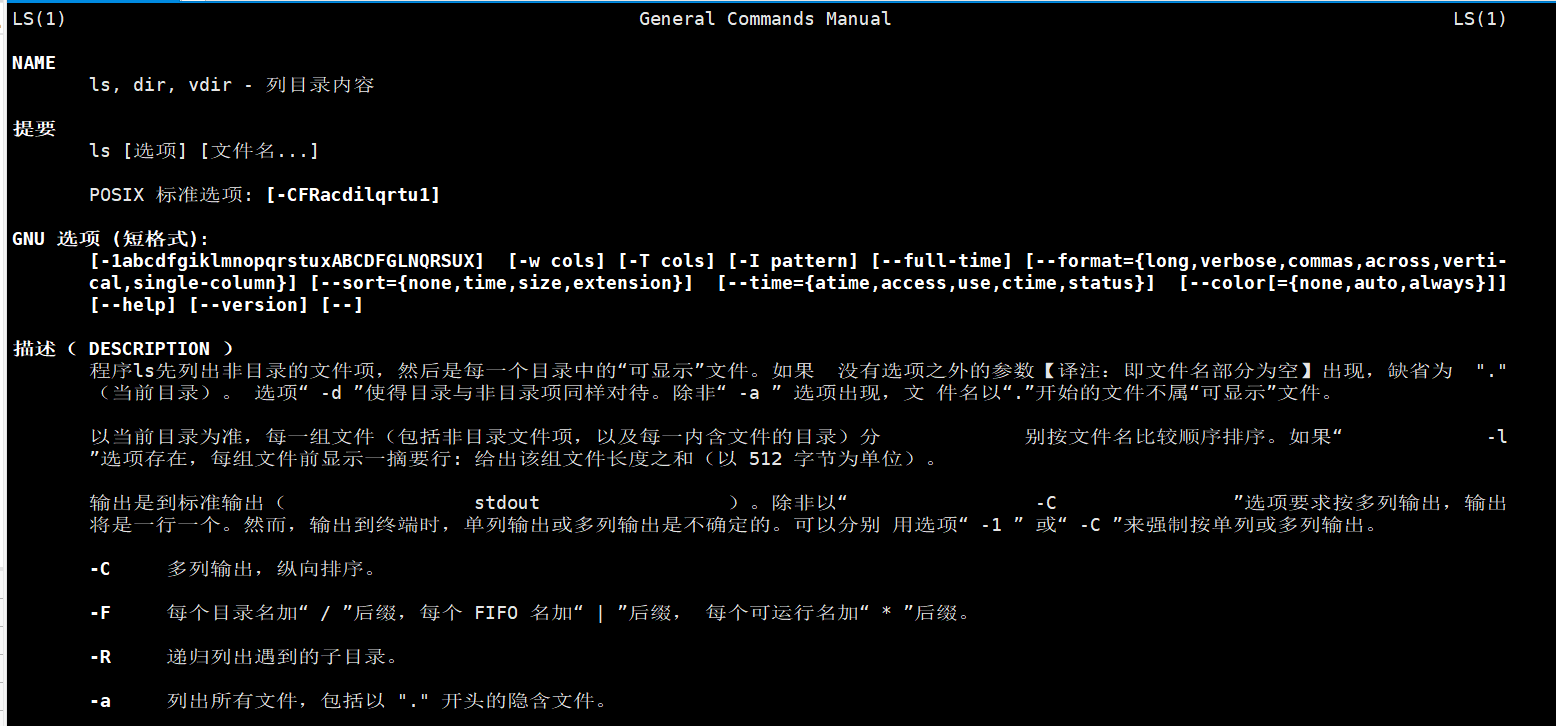 LS(1) General Commands Manual LS(1)
NAME
ls, dir, vdir - 列目录内容
提要
ls [选项] [文件名...]
POSIX 标准选项: [-CFRacdilqrtu1]
GNU 选项 (短格式):
[-1abcdfgiklmnopqrstuxABCDFGLNQRSUX] [-w cols] [-T cols] [-I pattern] [--full-time] [--format={long,verbose,commas,across,verti-
cal,single-column}] [--sort={none,time,size,extension}] [--time={atime,access,use,ctime,status}] [--color[={none,auto,always}]]
[--help] [--version] [--]
描述（ DESCRIPTION ）
程序ls先列出非目录的文件项，然后是每一个目录中的“可显示”文件。如果 没有选项之外的参数【译注：即文件名部分为空】出现，缺省为 "."
（当前目录）。 选项“ -d ”使得目录与非目录项同样对待。除非“ -a ” 选项出现，文 件名以“.”开始的文件不属“可显示”文件。
以当前目录为准，每一组文件（包括非目录文件项，以及每一内含文件的目录）分 别按文件名比较顺序排序。如果“ -l
”选项存在，每组文件前显示一摘要行: 给出该组文件长度之和（以 512 字节为单位）。
输出是到标准输出（ stdout ）。除非以“ -C ”选项要求按多列输出，输出
将是一行一个。然而，输出到终端时，单列输出或多列输出是不确定的。可以分别 用选项“ -1 ” 或“ -C ”来强制按单列或多列输出。
-C 多列输出，纵向排序。
-F 每个目录名加“ / ”后缀，每个 FIFO 名加“ | ”后缀， 每个可运行名加“ * ”后缀。
-R 递归列出遇到的子目录。
-a 列出所有文件，包括以 "." 开头的隐含文件。